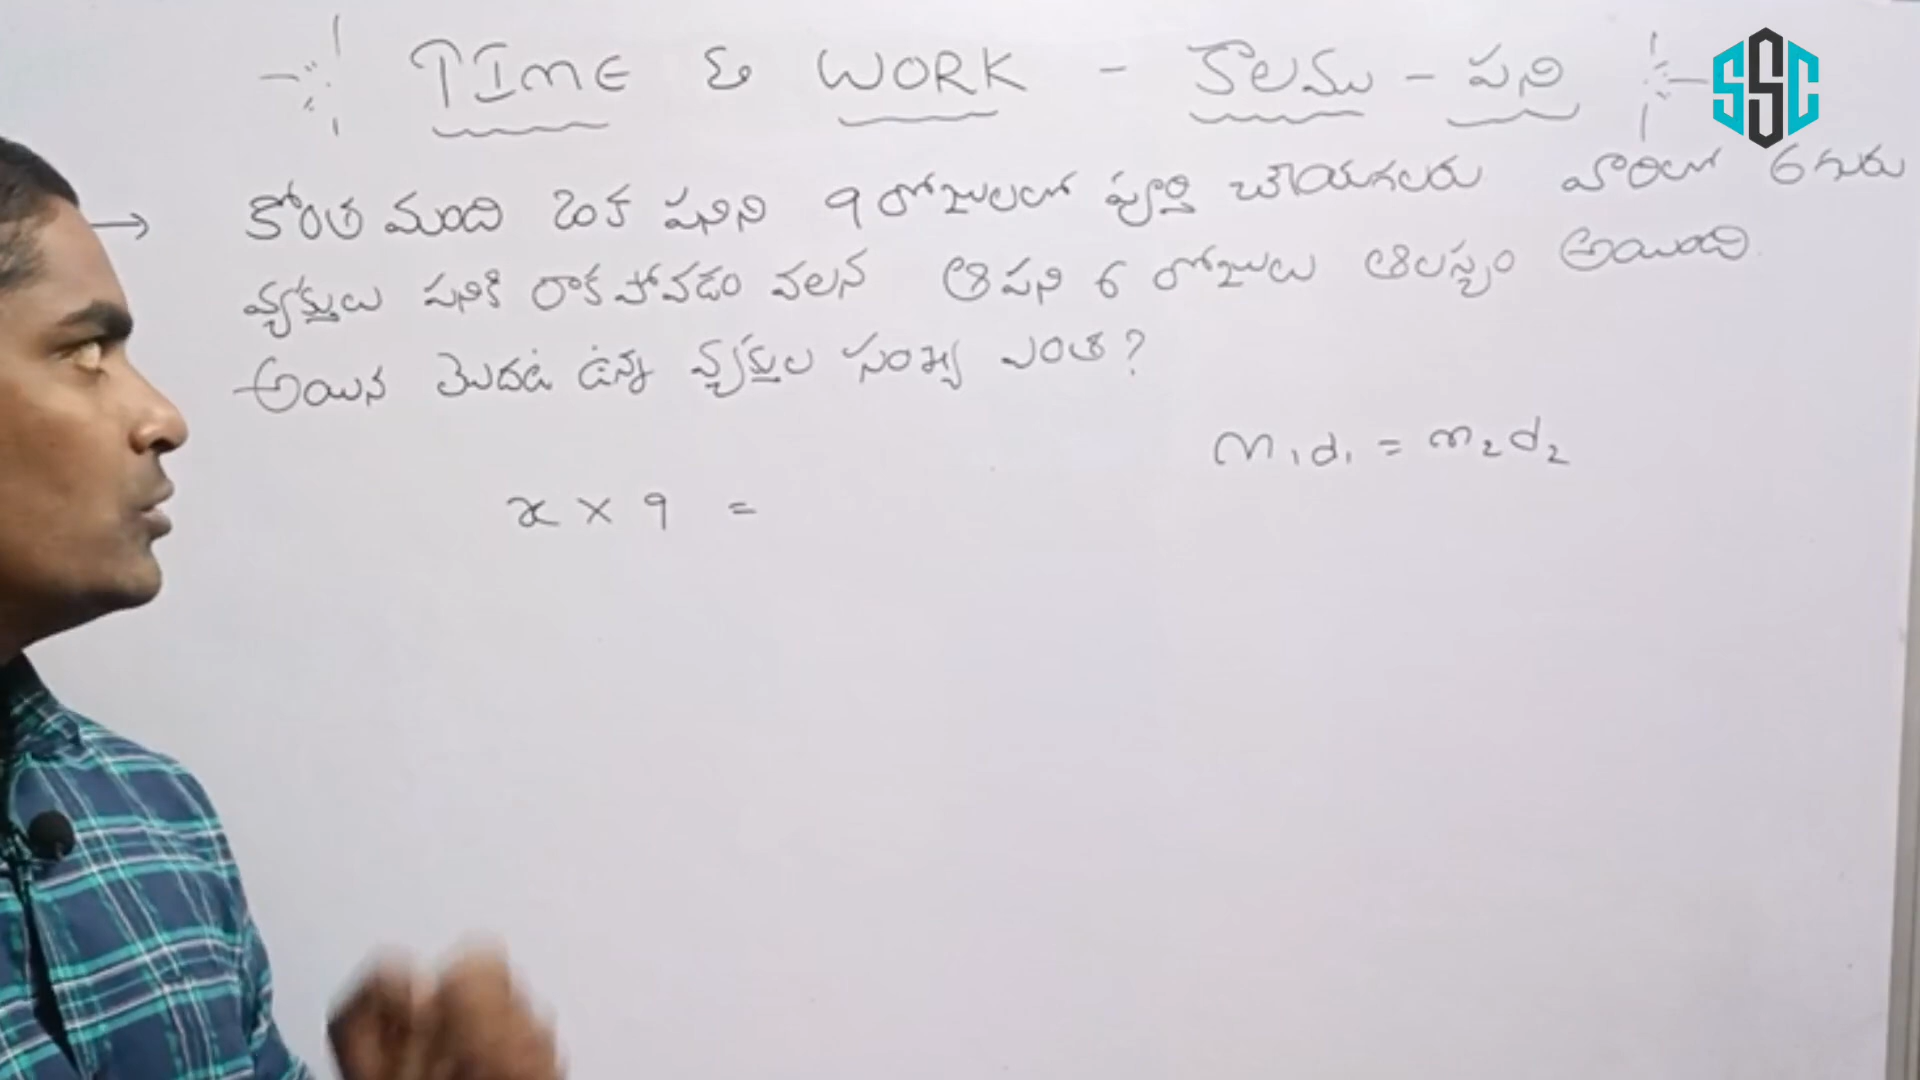 TIME & WORK - కాలము - పని
SSC
→ కొంత మంది ఒక పనిని 9 రోజులలో పూర్తి చేయగలరు వారిలో 6గురు
వ్యక్తులు పనికి రాకపోవడం వలన ఆ పని 6 రోజులు ఆలస్యం అయింది
అయిన మొదట ఉన్న వ్యక్తుల సంఖ్య ఎంత?
m₁d₁ = m₂d₂
x × 9 =